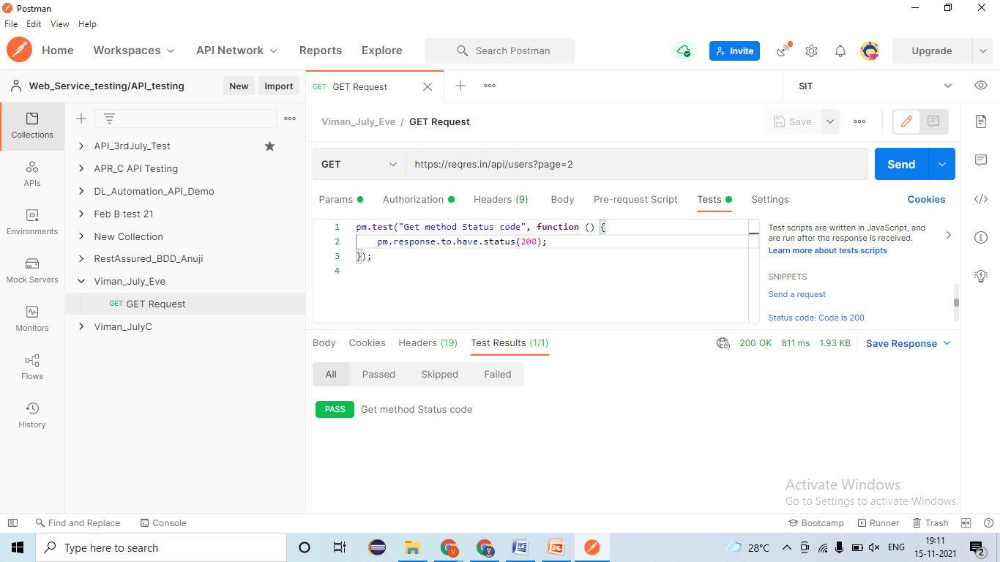 Postman
File Edit View Help
Home Workspaces API Network Reports Explore Search Postman Invite Upgrade
Web_Service_testing/API_testing New Import
GET GET Request
SIT
Collections
APIs
Environments
Mock Servers
Monitors
Flows
History
API_3rdJuly_Test
APR_C API Testing
DL_Automation_API_Demo
Feb B test 21
New Collection
RestAssured_BDD_Anuji
Viman_July_Eve
GET GET Request
Viman_JulyC
Viman_July_Eve / GET Request Save
GET https://reqres.in/api/users?page=2 Send
Params Authorization Headers (9) Body Pre-request Script Tests Settings Cookies
1 pm.test("Get method Status code", function () {
2 pm.response.to.have.status(200);
3 });
4
Test scripts are written in JavaScript, and
are run after the response is received.
Learn more about tests scripts
SNIPPETS
Send a request
Status code: Code is 200
Body Cookies Headers (19) Test Results (1/1) 200 OK 811 ms 1.93 KB Save Response
All Passed Skipped Failed
PASS Get method Status code
Activate Windows
Go to Settings to activate Windows.
Find and Replace Console Bootcamp Runner Trash
Type here to search 28°C ENG 19:11
15-11-2021 2